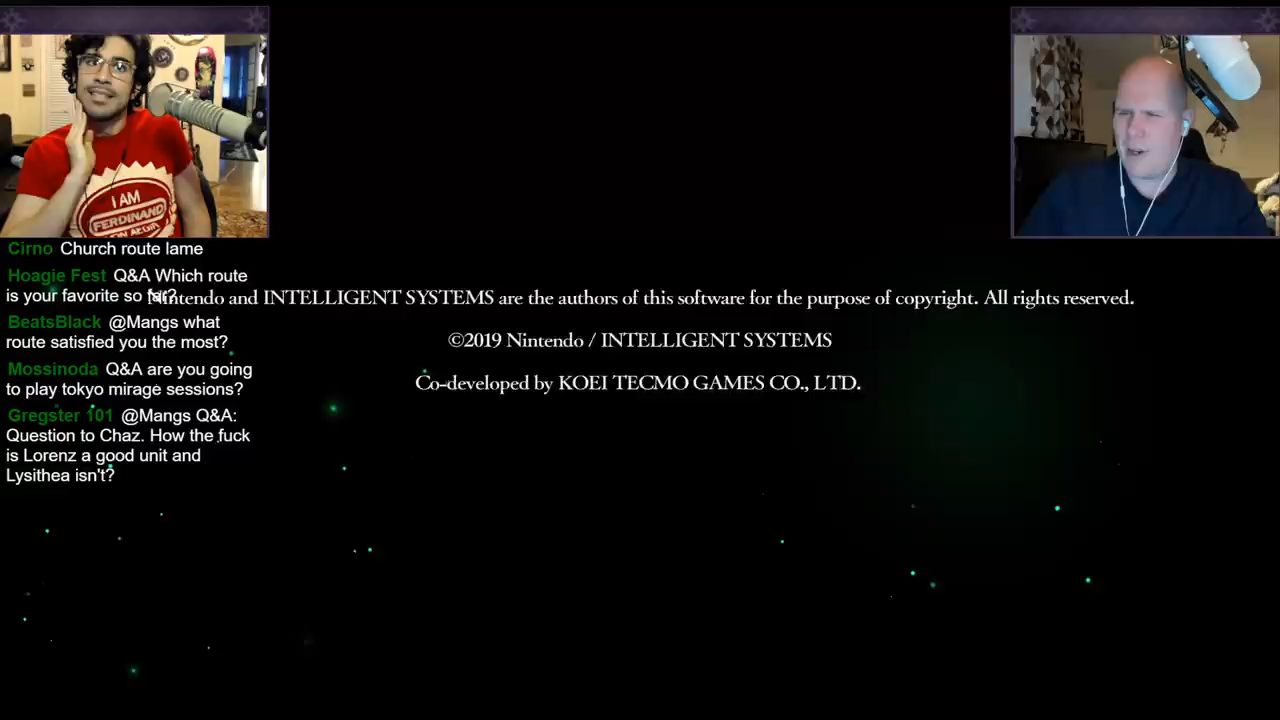 I AM
FERDINAND
VON AEGIR
Cirno Church route lame
Hoagie Fest Q&A Which route
is your favorite so far?
Nintendo and INTELLIGENT SYSTEMS are the authors of this software for the purpose of copyright. All rights reserved.
BeatsBlack @Mangs what
route satisfied you the most?
©2019 Nintendo / INTELLIGENT SYSTEMS
Mossinoda Q&A are you going
to play tokyo mirage sessions?
Co-developed by KOEI TECMO GAMES CO., LTD.
Gregster 101 @Mangs Q&A:
Question to Chaz. How the fuck
is Lorenz a good unit and
Lysithea isn't?